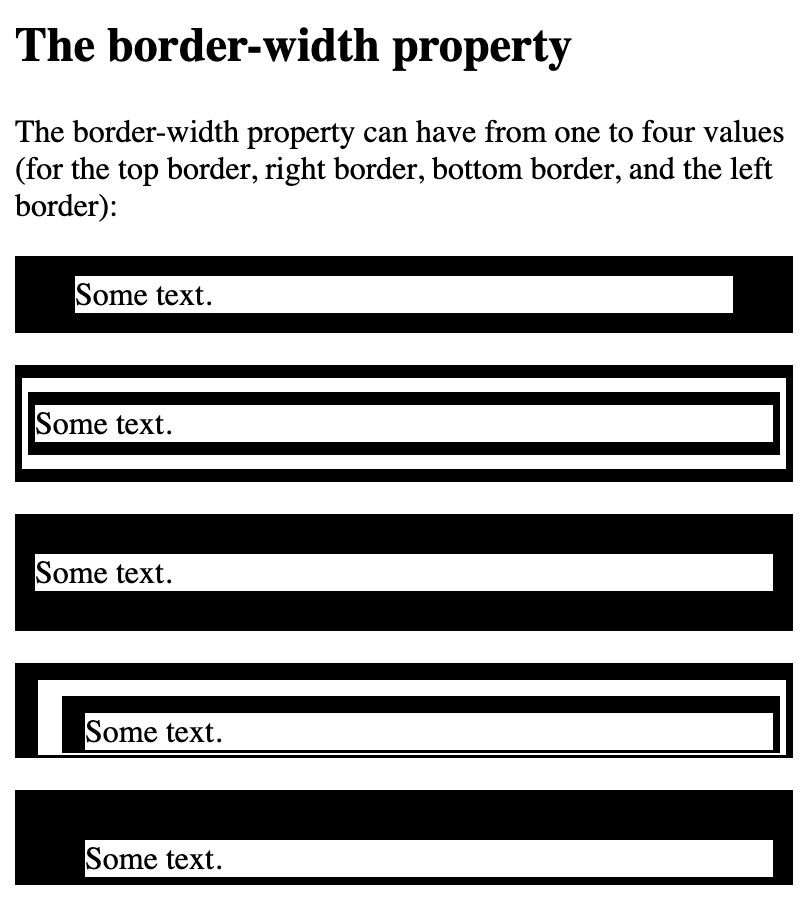 The border-width property
The border-width property can have from one to four values
(for the top border, right border, bottom border, and the left
border):
Some text.
Some text.
Some text.
Some text.
Some text.